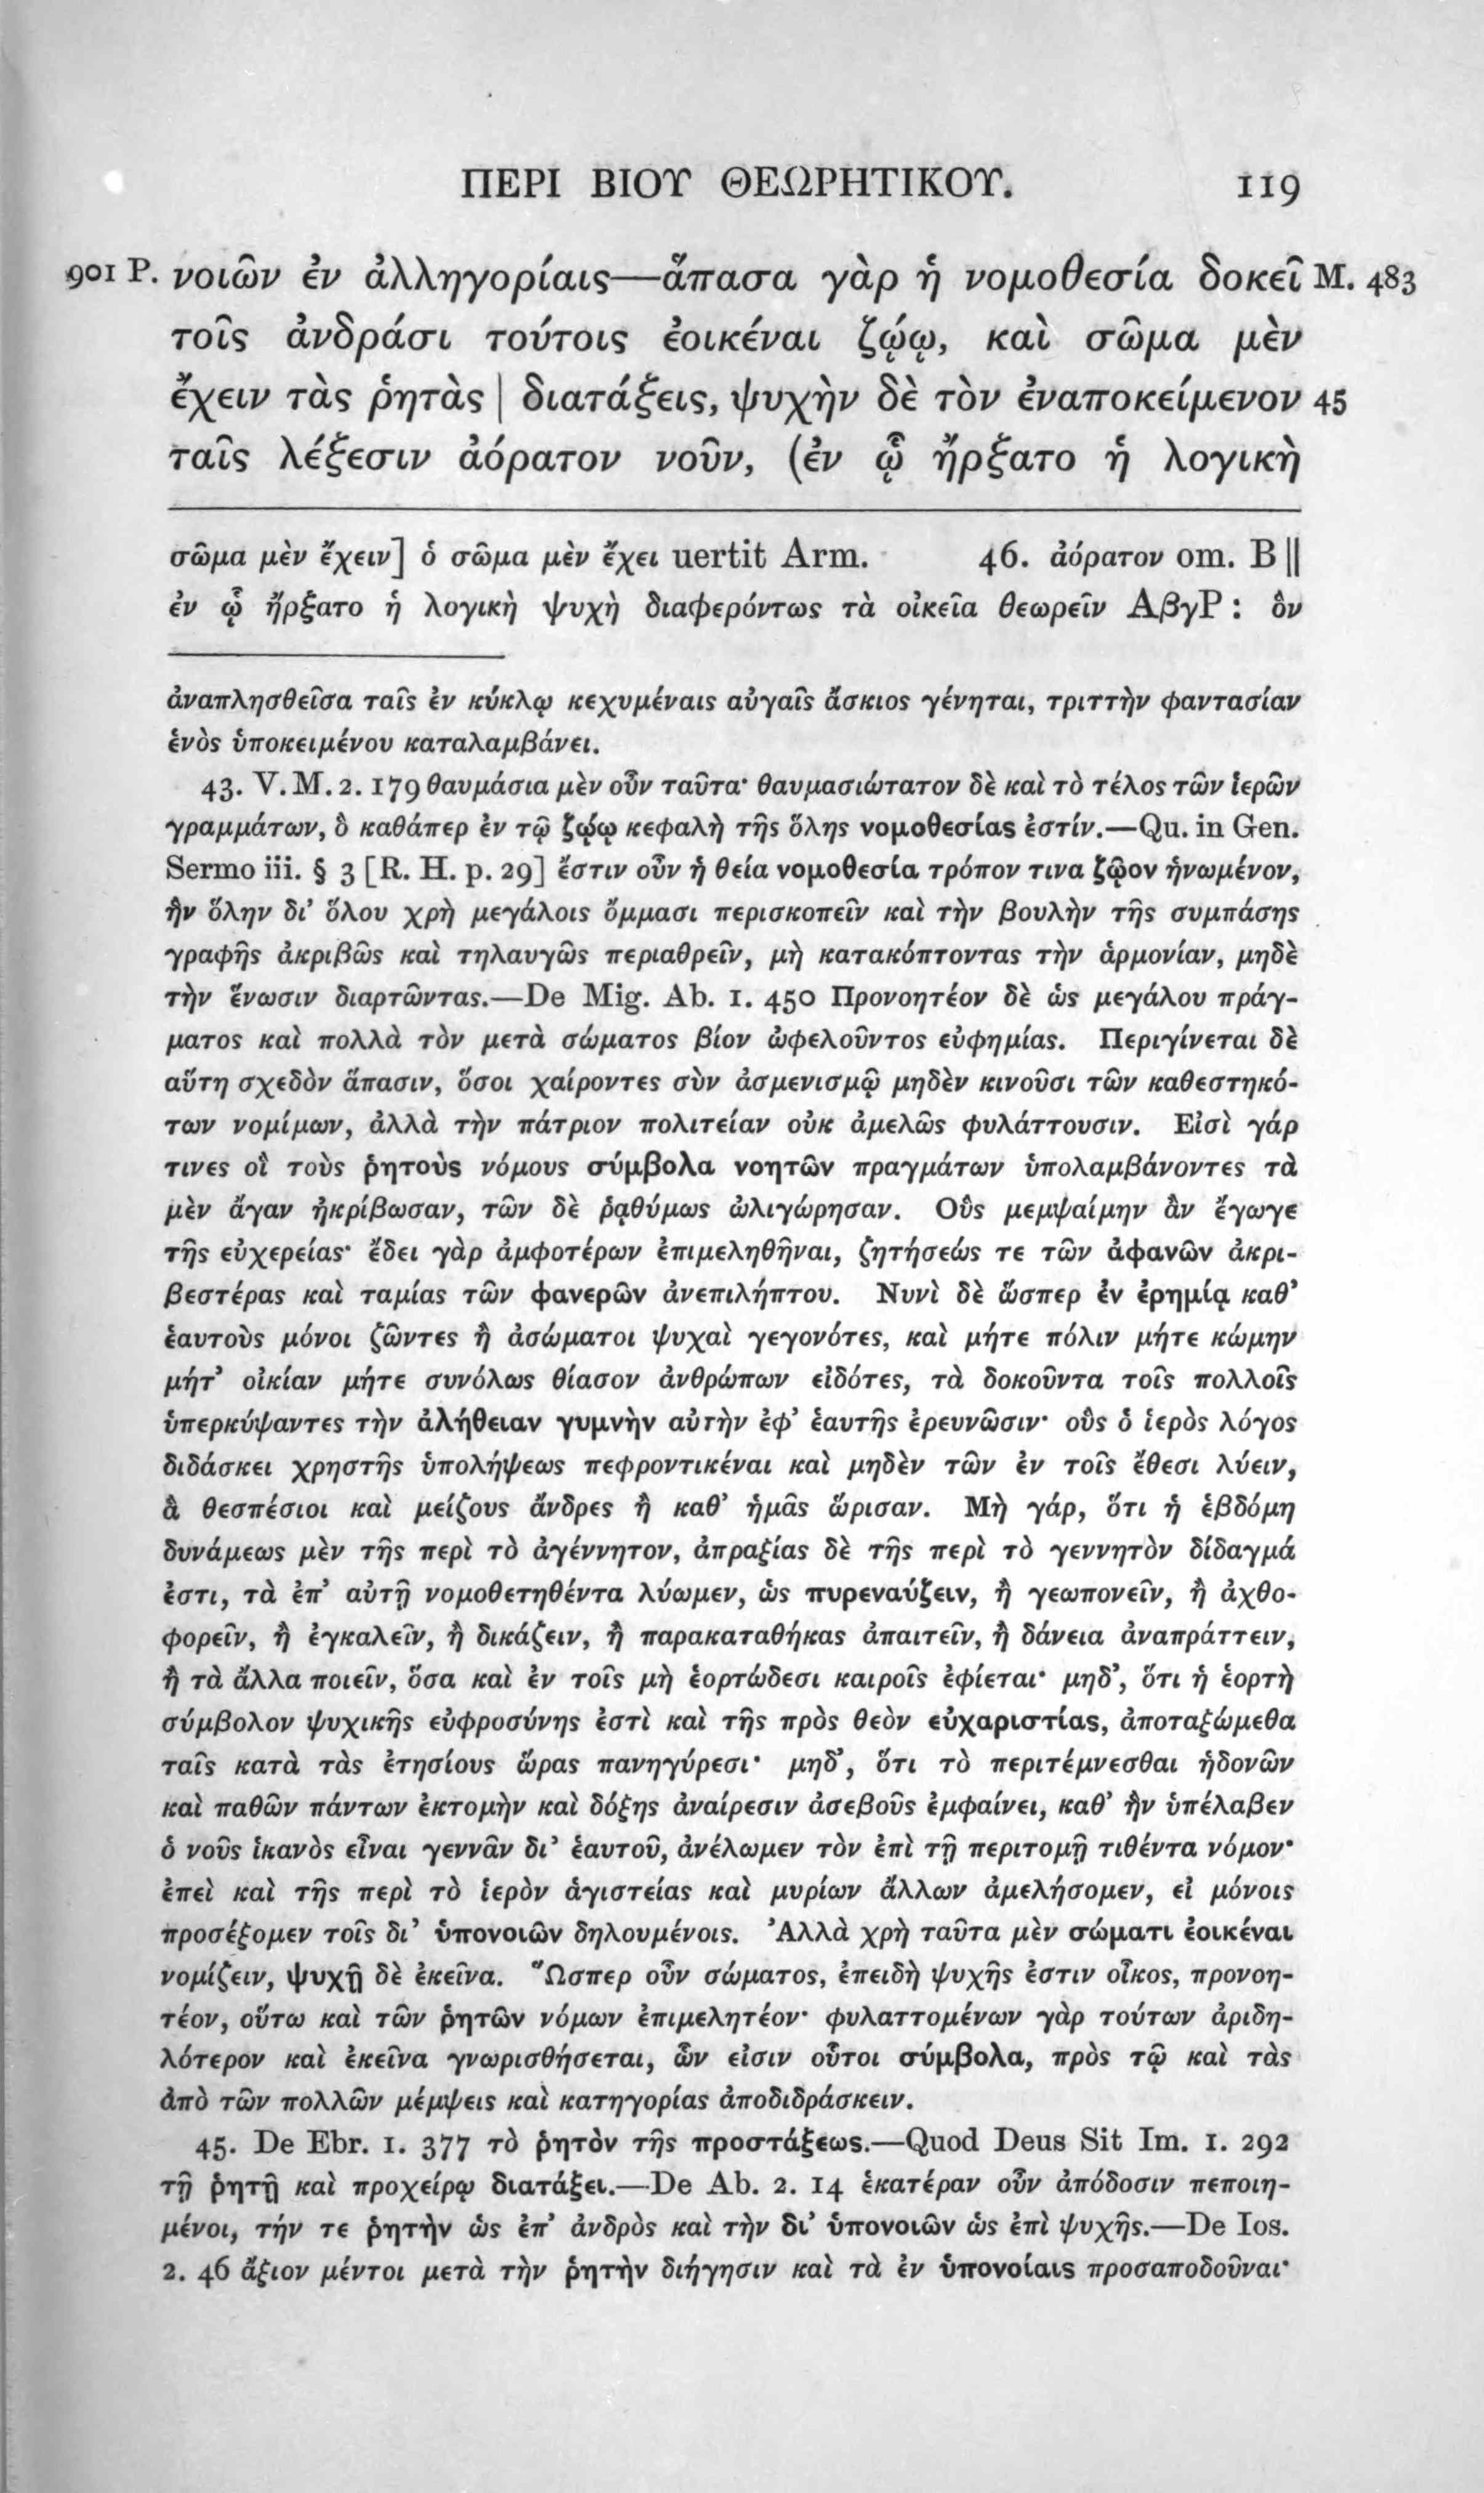 ΠΕΡΙ ΒΙΟΥ ΘΕΩΡΗΤΙΚΟΥ. 119
901 P. νοιῶν ἐν ἀλληγορίαις—ἅπασα γὰρ ἡ νομοθεσία δοκεῖ M. 483
τοῖς ἀνδράσι τούτοις ἐοικέναι ζῴῳ, καὶ σῶμα μὲν
ἔχειν τὰς ῥητὰς | διατάξεις, ψυχὴν δὲ τὸν ἐναποκείμενον 45
ταῖς λέξεσιν ἀόρατον νοῦν, (ἐν ᾧ ἤρξατο ἡ λογικὴ
σῶμα μὲν ἔχειν] ὁ σῶμα μὲν ἔχει uertit Arm. 46. ἀόρατον om. B ||
ἐν ᾧ ἤρξατο ἡ λογικὴ ψυχὴ διαφερόντως τὰ οἰκεῖα θεωρεῖν AβγP : ὃν
ἀναπλησθεῖσα ταῖς ἐν κύκλῳ κεχυμέναις αὐγαῖς ἄσκιος γένηται, τριττὴν φαντασίαν
ἑνὸς ὑποκειμένου καταλαμβάνει.
43. V. M. 2. 179 θαυμάσια μὲν οὖν ταῦτα· θαυμασιώτατον δὲ καὶ τὸ τέλος τῶν ἱερῶν
γραμμάτων, ὃ καθάπερ ἐν τῷ ζῴῳ κεφαλὴ τῆς ὅλης νομοθεσίας ἐστίν.—Qu. in Gen.
Sermo iii. § 3 [R. H. p. 29] ἔστιν οὖν ἡ θεία νομοθεσία τρόπον τινα ζῷον ἡνωμένον,
ἣν ὅλην δι’ ὅλου χρὴ μεγάλοις ὄμμασι περισκοπεῖν καὶ τὴν βουλὴν τῆς συμπάσης
γραφῆς ἀκριβῶς καὶ τηλαυγῶς περιαθρεῖν, μὴ κατακόπτοντας τὴν ἁρμονίαν, μηδὲ
τὴν ἕνωσιν διαρτῶντας.—De Mig. Ab. 1. 450 Προνοητέον δὲ ὡς μεγάλου πράγ-
ματος καὶ πολλὰ τὸν μετὰ σώματος βίον ὠφελοῦντος εὐφημίας. Περιγίνεται δὲ
αὕτη σχεδὸν ἅπασιν, ὅσοι χαίροντες σὺν ἀσμενισμῷ μηδὲν κινοῦσι τῶν καθεστηκό-
των νομίμων, ἀλλὰ τὴν πάτριον πολιτείαν οὐκ ἀμελῶς φυλάττουσιν. Εἰσὶ γάρ
τινες οἳ τοὺς ῥητοὺς νόμους σύμβολα νοητῶν πραγμάτων ὑπολαμβάνοντες τὰ
μὲν ἄγαν ἠκρίβωσαν, τῶν δὲ ῥᾳθύμως ὠλιγώρησαν. Οὓς μεμψαίμην ἂν ἔγωγε
τῆς εὐχερείας· ἔδει γὰρ ἀμφοτέρων ἐπιμεληθῆναι, ζητήσεώς τε τῶν ἀφανῶν ἀκρι-
βεστέρας καὶ ταμίας τῶν φανερῶν ἀνεπιλήπτου. Νυνὶ δὲ ὥσπερ ἐν ἐρημίᾳ καθ’
ἑαυτοὺς μόνοι ζῶντες ἢ ἀσώματοι ψυχαὶ γεγονότες, καὶ μήτε πόλιν μήτε κώμην
μήτ’ οἰκίαν μήτε συνόλως θίασον ἀνθρώπων εἰδότες, τὰ δοκοῦντα τοῖς πολλοῖς
ὑπερκύψαντες τὴν ἀλήθειαν γυμνὴν αὐτὴν ἐφ’ ἑαυτῆς ἐρευνῶσιν· οὓς ὁ ἱερὸς λόγος
διδάσκει χρηστῆς ὑπολήψεως πεφροντικέναι καὶ μηδὲν τῶν ἐν τοῖς ἔθεσι λύειν,
ἃ θεσπέσιοι καὶ μείζους ἄνδρες ἢ καθ’ ἡμᾶς ὥρισαν. Μὴ γάρ, ὅτι ἡ ἑβδόμη
δυνάμεως μὲν τῆς περὶ τὸ ἀγέννητον, ἀπραξίας δὲ τῆς περὶ τὸ γεννητὸν δίδαγμά
ἐστι, τὰ ἐπ’ αὐτῇ νομοθετηθέντα λύωμεν, ὡς πυρεναύζειν, ἢ γεωπονεῖν, ἢ ἀχθο-
φορεῖν, ἢ ἐγκαλεῖν, ἢ δικάζειν, ἢ παρακαταθήκας ἀπαιτεῖν, ἢ δάνεια ἀναπράττειν,
ἢ τὰ ἄλλα ποιεῖν, ὅσα καὶ ἐν τοῖς μὴ ἑορτώδεσι καιροῖς ἐφίεται· μηδ’, ὅτι ἡ ἑορτὴ
σύμβολον ψυχικῆς εὐφροσύνης ἐστὶ καὶ τῆς πρὸς θεὸν εὐχαριστίας, ἀποταξώμεθα
ταῖς κατὰ τὰς ἐτησίους ὥρας πανηγύρεσι· μηδ’, ὅτι τὸ περιτέμνεσθαι ἡδονῶν
καὶ παθῶν πάντων ἐκτομὴν καὶ δόξης ἀναίρεσιν ἀσεβοῦς ἐμφαίνει, καθ’ ἣν ὑπέλαβεν
ὁ νοῦς ἱκανὸς εἶναι γεννᾶν δι’ ἑαυτοῦ, ἀνέλωμεν τὸν ἐπὶ τῇ περιτομῇ τιθέντα νόμον·
ἐπεὶ καὶ τῆς περὶ τὸ ἱερὸν ἁγιστείας καὶ μυρίων ἄλλων ἀμελήσομεν, εἰ μόνοις
προσέξομεν τοῖς δι’ ὑπονοιῶν δηλουμένοις. Ἀλλὰ χρὴ ταῦτα μὲν σώματι ἐοικέναι
νομίζειν, ψυχῇ δὲ ἐκεῖνα. Ὥσπερ οὖν σώματος, ἐπειδὴ ψυχῆς ἐστιν οἶκος, προνοη-
τέον, οὕτω καὶ τῶν ῥητῶν νόμων ἐπιμελητέον· φυλαττομένων γὰρ τούτων ἀριδη-
λότερον καὶ ἐκεῖνα γνωρισθήσεται, ὧν εἰσιν οὗτοι σύμβολα, πρὸς τῷ καὶ τὰς
ἀπὸ τῶν πολλῶν μέμψεις καὶ κατηγορίας ἀποδιδράσκειν.
45. De Ebr. 1. 377 τὸ ῥητὸν τῆς προστάξεως.—Quod Deus Sit Im. 1. 292
τῇ ῥητῇ καὶ προχείρῳ διατάξει.—De Ab. 2. 14 ἑκατέραν οὖν ἀπόδοσιν πεποιη-
μένοι, τήν τε ῥητὴν ὡς ἐπ’ ἀνδρὸς καὶ τὴν δι’ ὑπονοιῶν ὡς ἐπὶ ψυχῆς.—De Ios.
2. 46 ἄξιον μέντοι μετὰ τὴν ῥητὴν διήγησιν καὶ τὰ ἐν ὑπονοίαις προσαποδοῦναι·